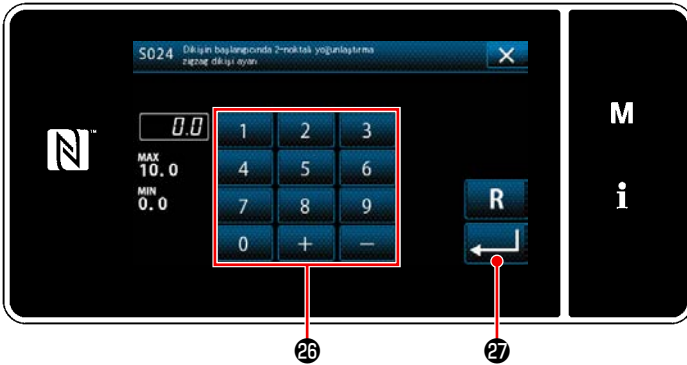 S024 Dikişin başlangıcında 2-noktalı yoğunlaştırma
zigzag dikişi ayarı
0.0
MAX
10.0
MIN
0.0
1 2 3
4 5 6
7 8 9
0 + −
R
M
i
N
26 27